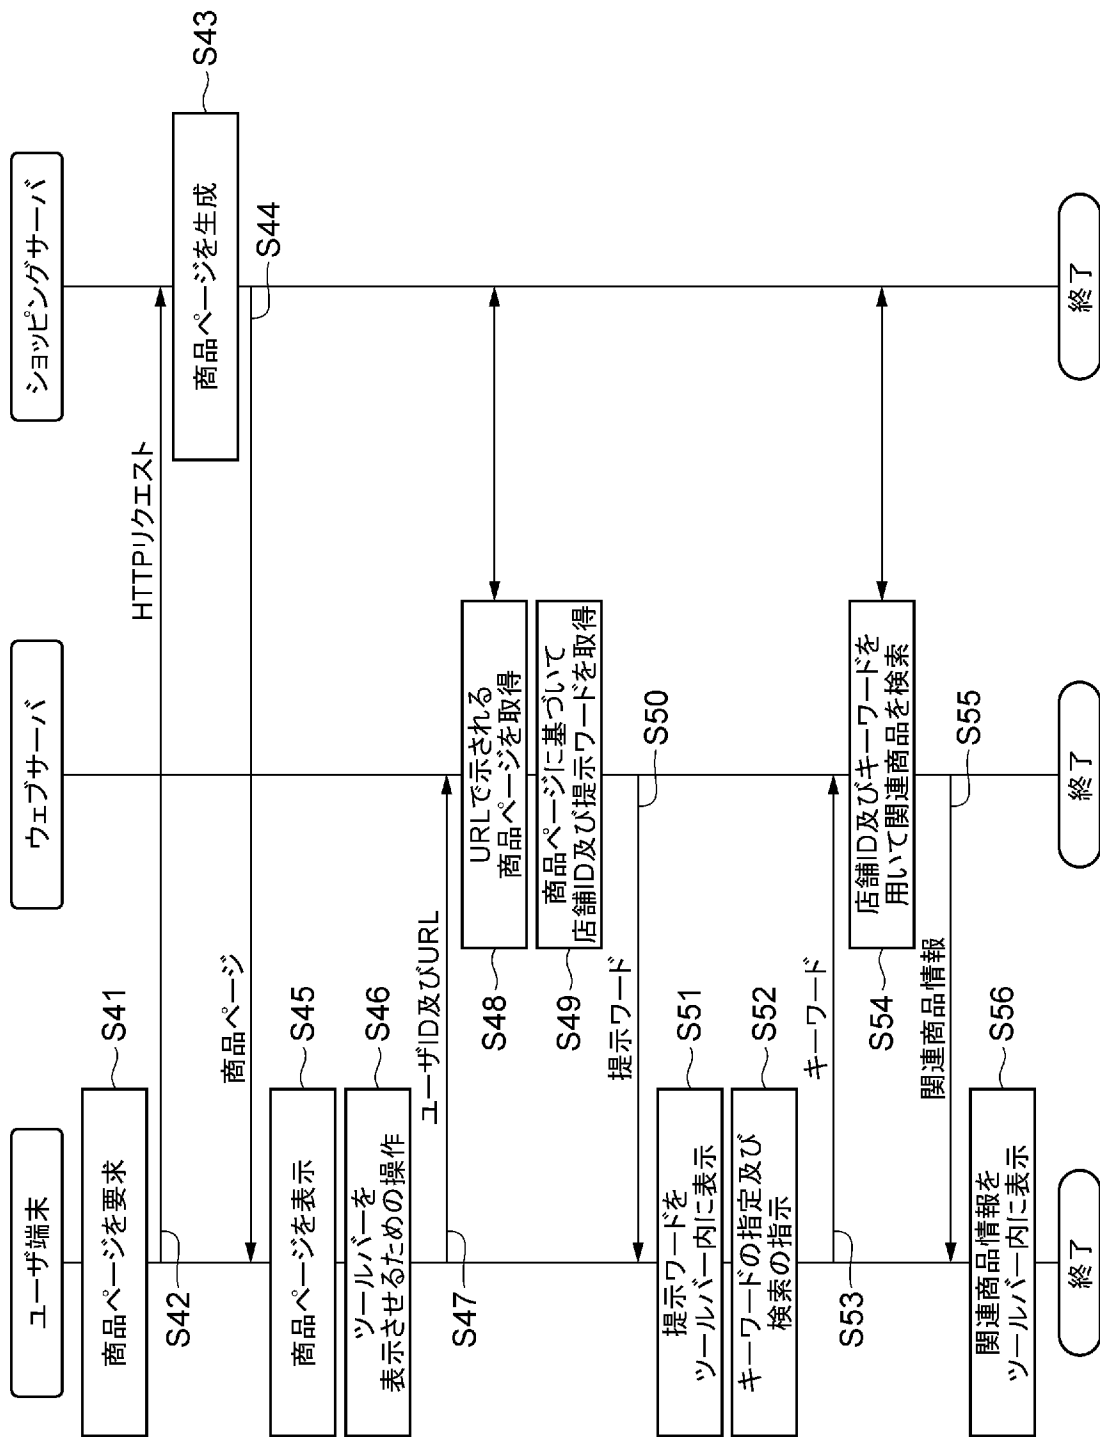 ユーザ端末
ウェブサーバ
ショッピングサーバ
商品ページを要求
S41
HTTPリクエスト
S42
商品ページを生成
S43
商品ページ
S44
商品ページを表示
S45
ツールバーを
表示させるための操作
S46
ユーザID及びURL
S47
URLで示される
商品ページを取得
S48
商品ページに基づいて
店舗ID及び提示ワードを取得
S49
提示ワード
S50
提示ワードを
ツールバー内に表示
S51
キーワードの指定及び
検索の指示
S52
キーワード
S53
店舗ID及びキーワードを
用いて関連商品を検索
S54
関連商品情報
S55
関連商品情報を
ツールバー内に表示
S56
終了
終了
終了